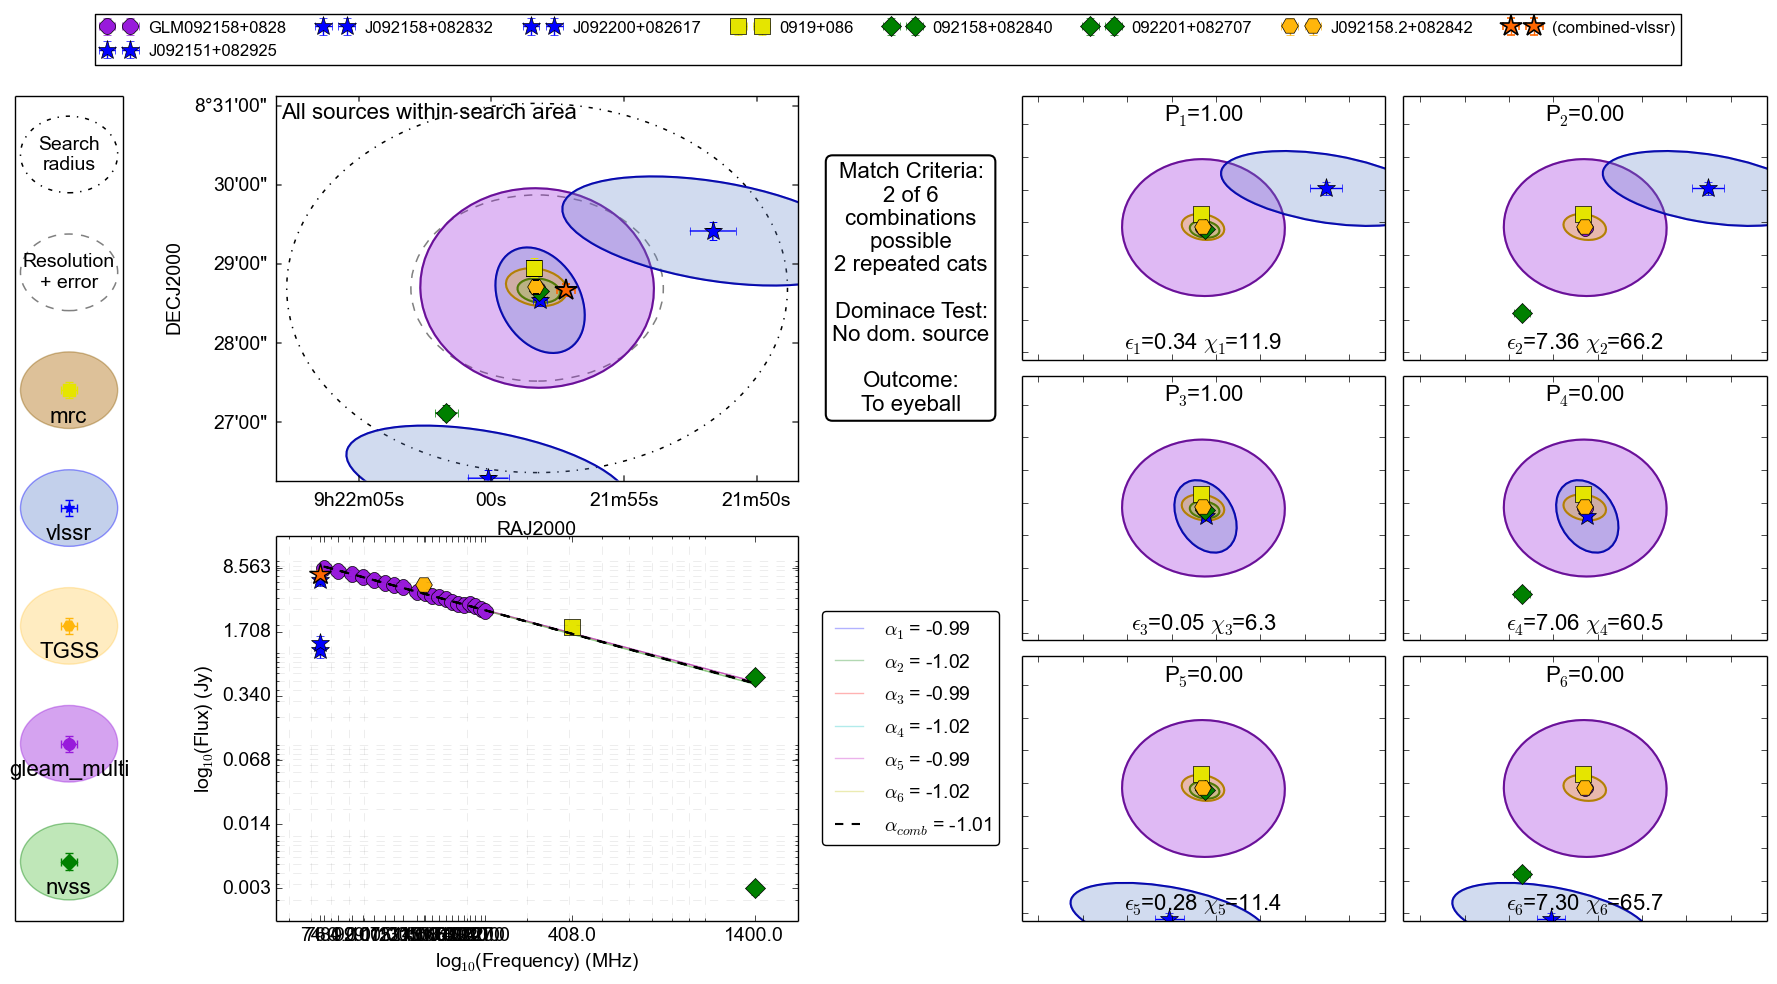 GLM092158+0828 J092158+082832 J092200+082617 0919+086 092158+082840 092201+082707 J092158.2+082842 (combined-vlssr)
J092151+082925
Search
radius
Resolution
+ error
mrc
vlssr
TGSS
gleam_multi
nvss
All sources within search area
DECJ2000
8°31'00"
30'00"
29'00"
28'00"
27'00"
9h22m05s 00s 21m55s 21m50s
RAJ2000
Match Criteria:
2 of 6
combinations
possible
2 repeated cats
Dominace Test:
No dom. source
Outcome:
To eyeball
log10(Flux) (Jy)
8.563
1.708
0.340
0.068
0.014
0.003
408.0 1400.0
log10(Frequency) (MHz)
α1 = -0.99
α2 = -1.02
α3 = -0.99
α4 = -1.02
α5 = -0.99
α6 = -1.02
αcomb = -1.01
P1=1.00
ϵ1=0.34 χ1=11.9
P2=0.00
ϵ2=7.36 χ2=66.2
P3=1.00
ϵ3=0.05 χ3=6.3
P4=0.00
ϵ4=7.06 χ4=60.5
P5=0.00
ϵ5=0.28 χ5=11.4
P6=0.00
ϵ6=7.30 χ6=65.7